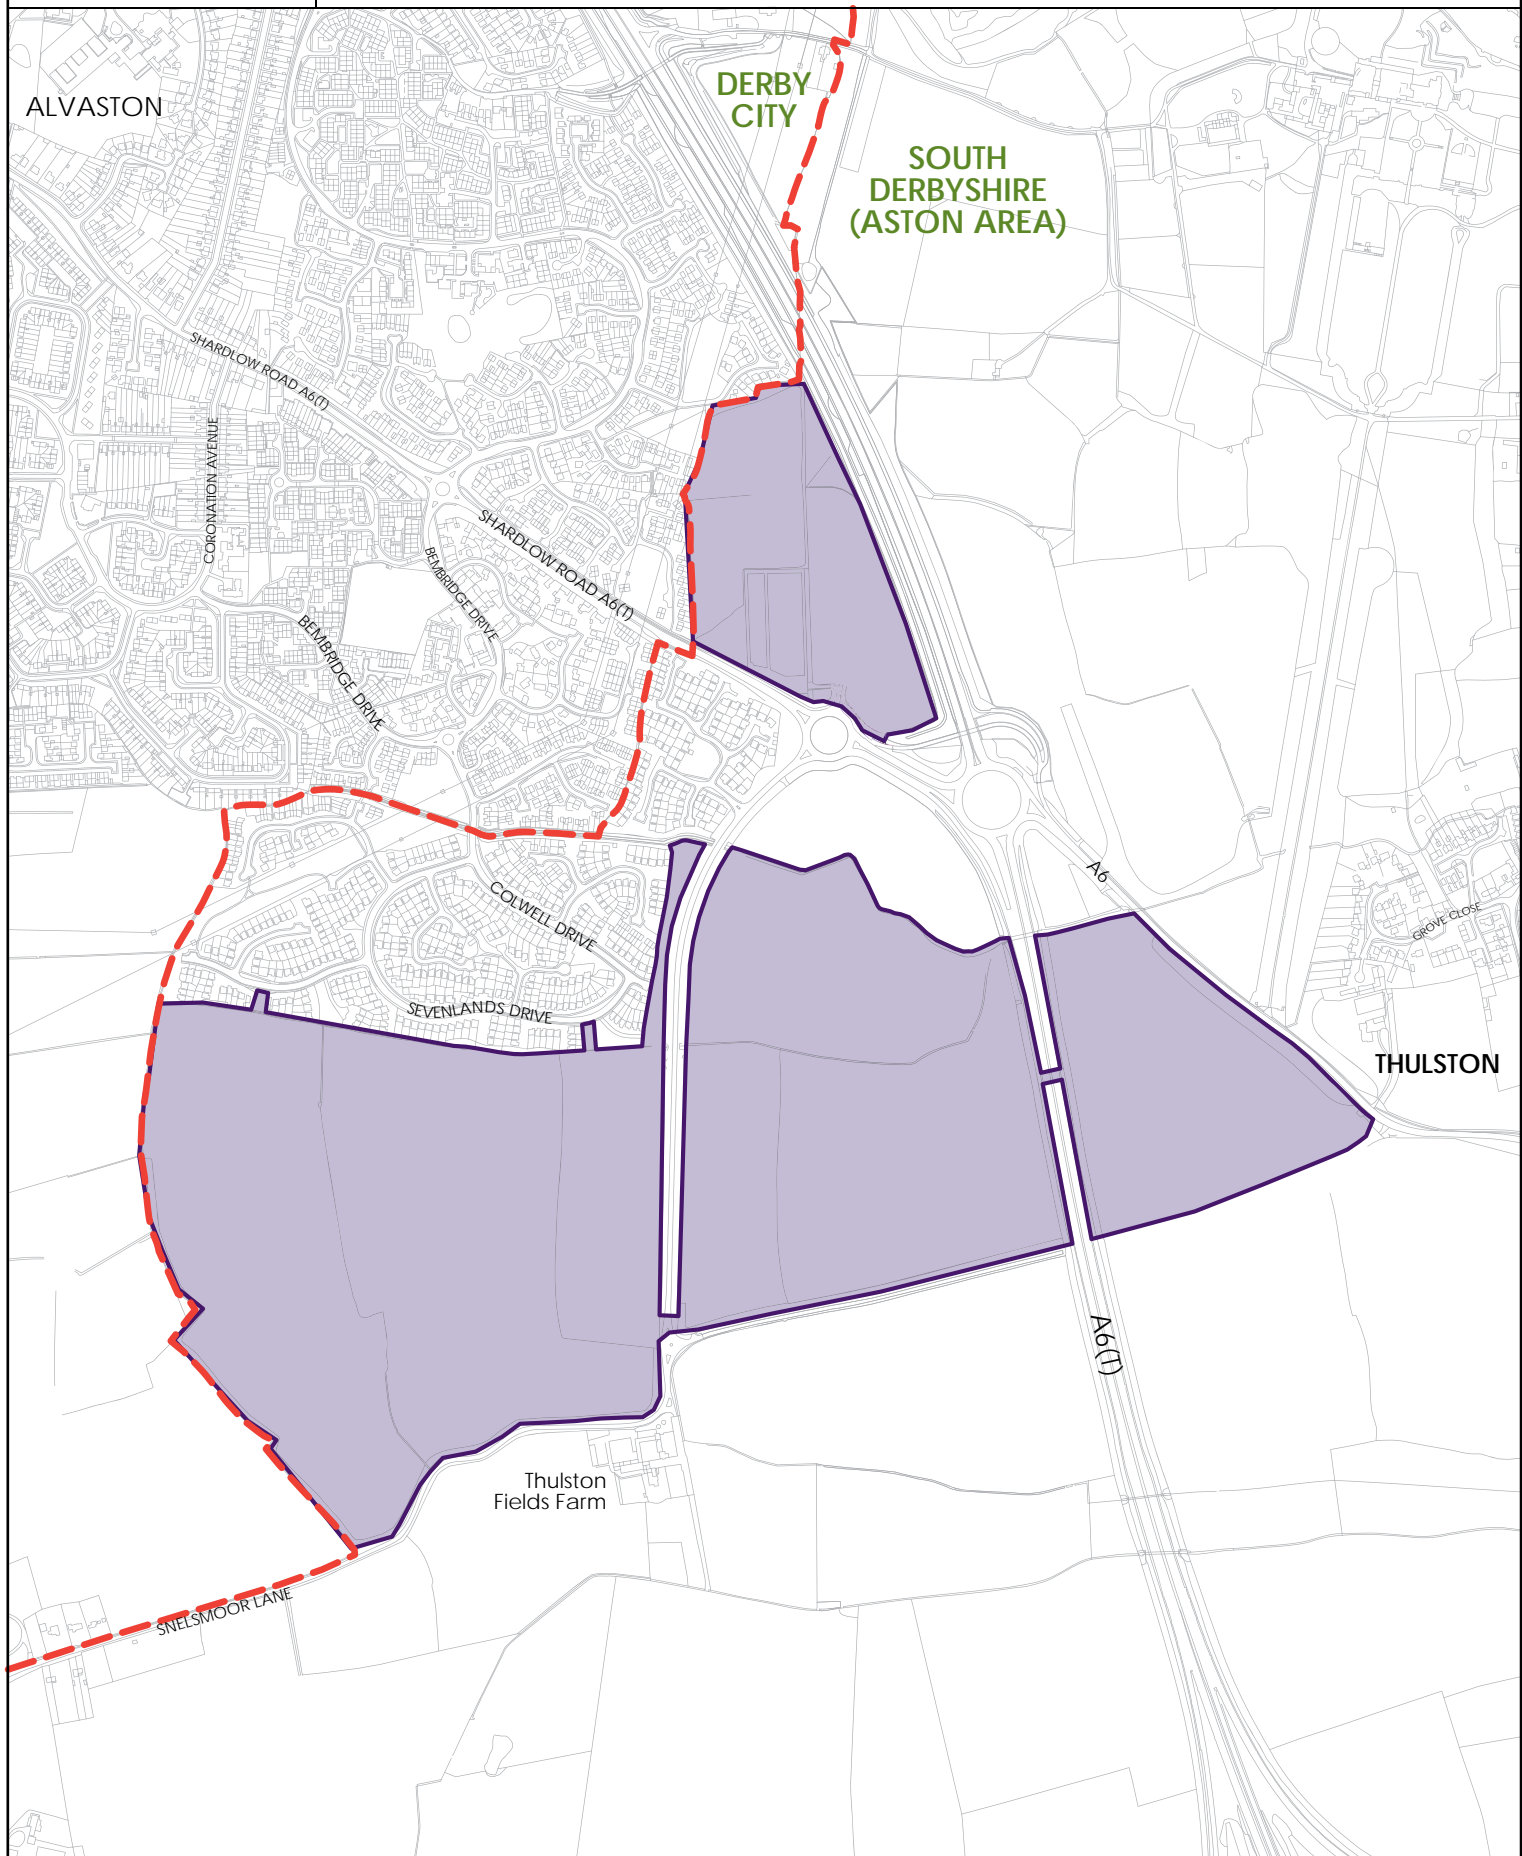 DERBY
CITY
ALVASTON
SOUTH
DERBYSHIRE
(ASTON AREA)
SHARDLOW ROAD A6(T)
CORONATION AVENUE
SHARDLOW ROAD A6(T)
BEMBRIDGE DRIVE
BEMBRIDGE DRIVE
A6
COLWELL DRIVE
GROVE CLOSE
SEVENLANDS DRIVE
THULSTON
A6(T)
Thulston
Fields Farm
SNELSMOOR LANE